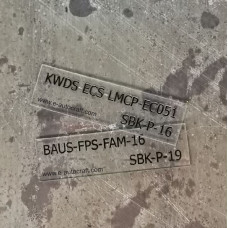 KWDS-ECS-LMCP-EC051
SBK-P-16
BAUS-FPS-FAM-16
SBK-P-19